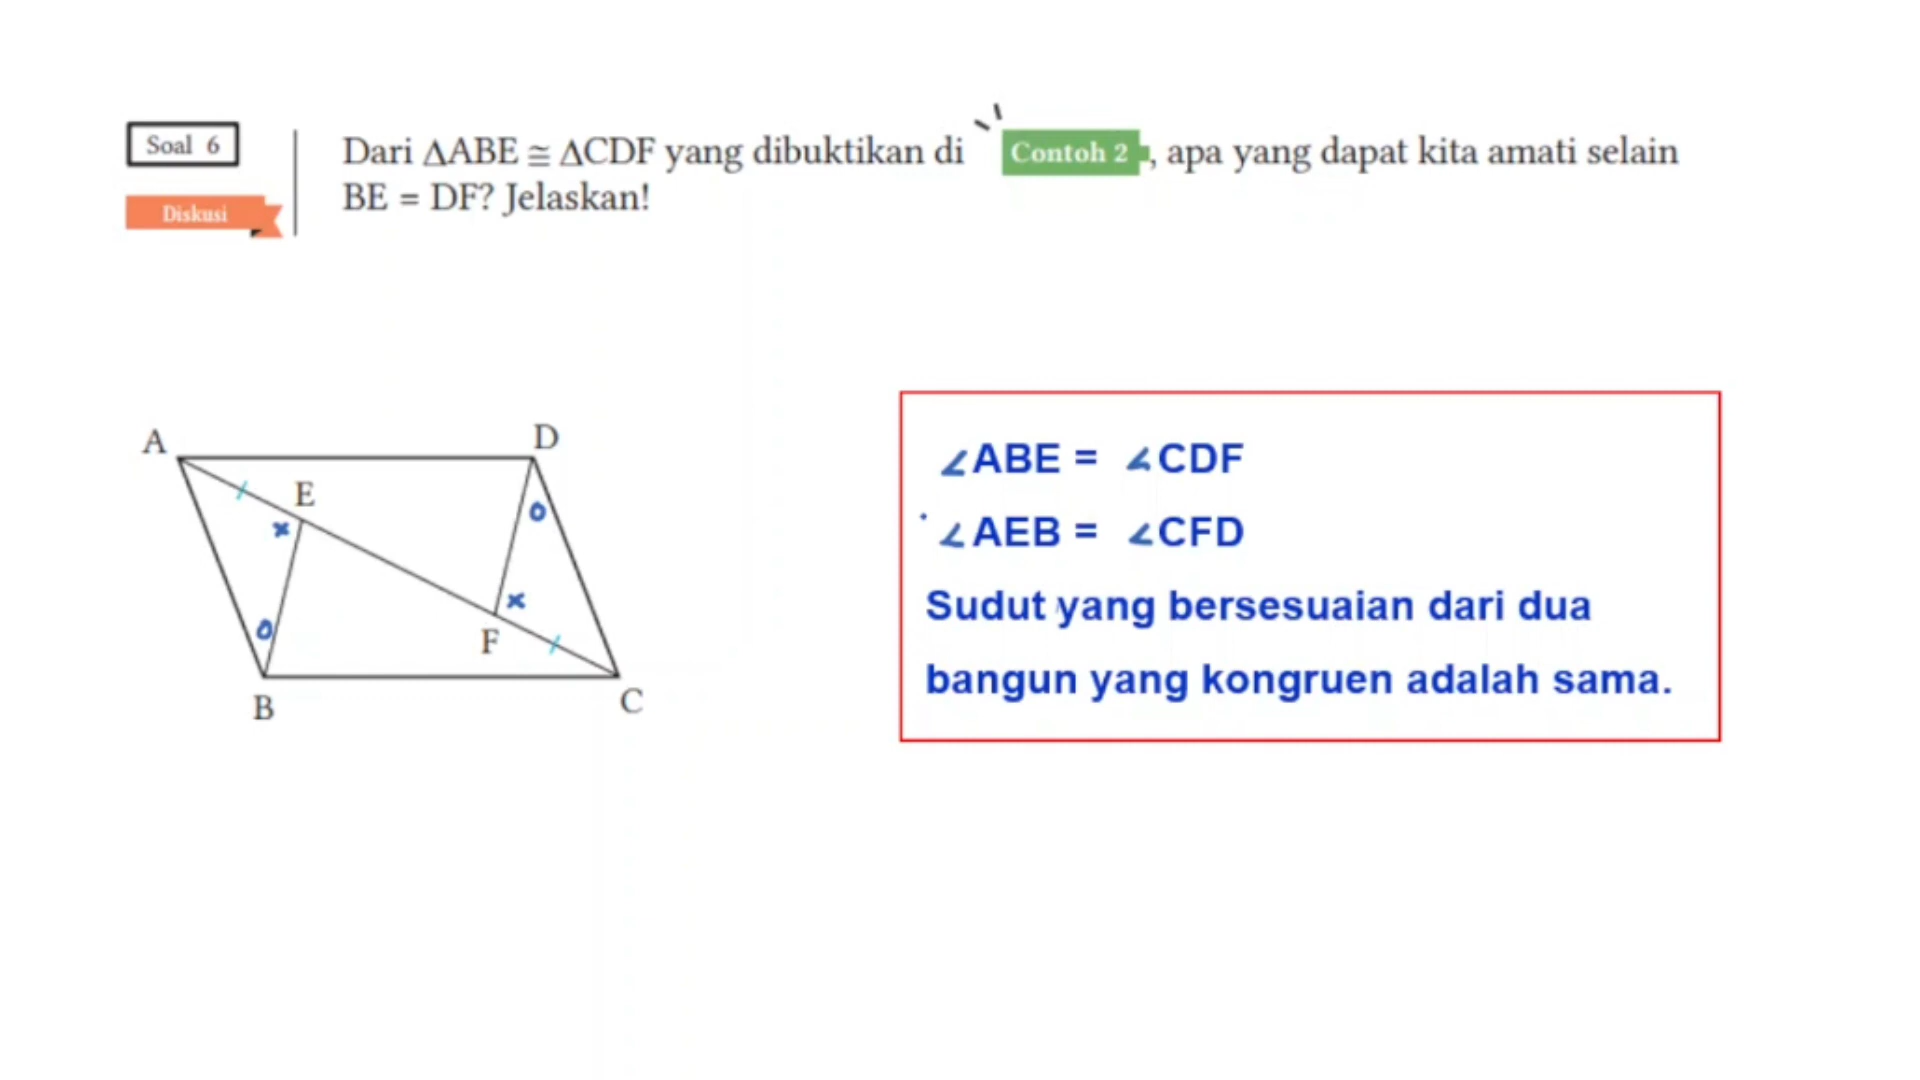 Soal 6
Diskusi
Dari ΔABE ≅ ΔCDF yang dibuktikan di Contoh 2, apa yang dapat kita amati selain
BE = DF? Jelaskan!
A
D
E
x
o
x
F
o
B
C
∠ABE = ∠CDF
∠AEB = ∠CFD
Sudut yang bersesuaian dari dua
bangun yang kongruen adalah sama.